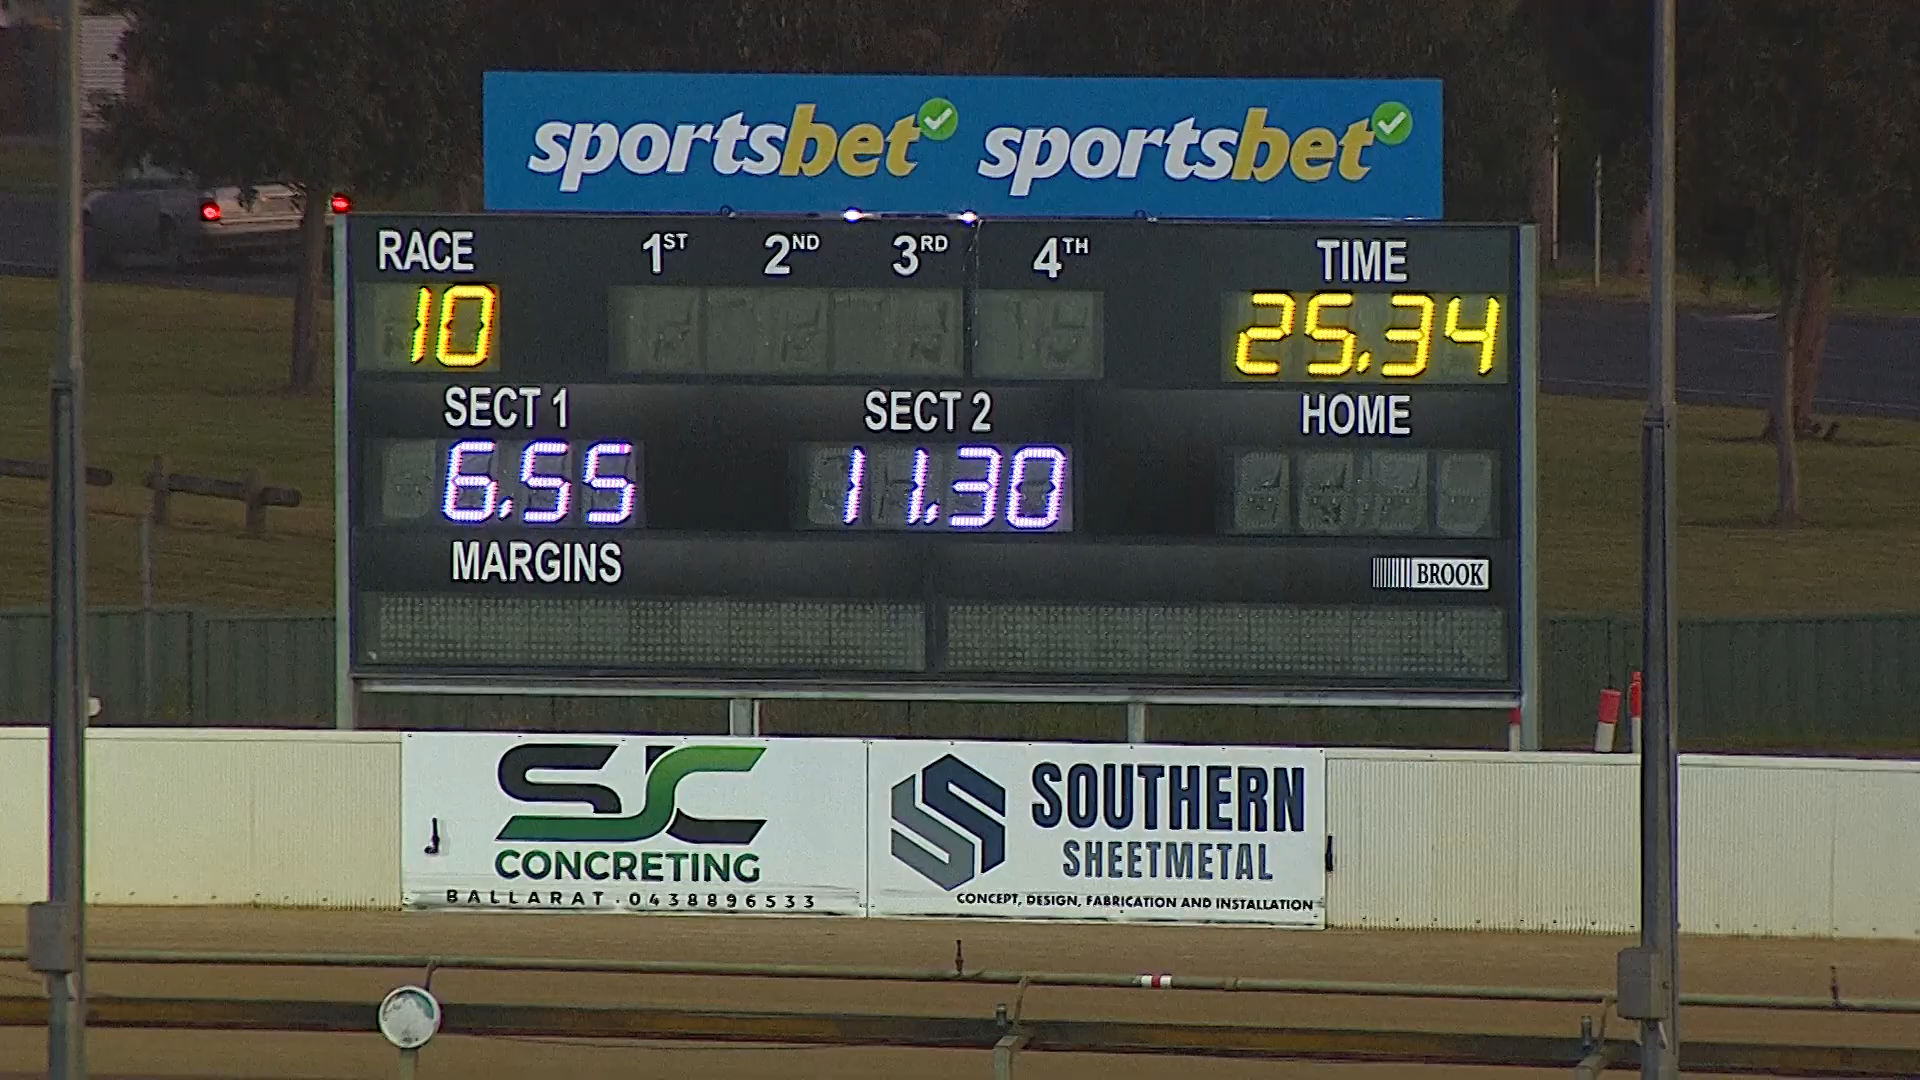 sportsbet sportsbet
RACE 1ST 2ND 3RD 4TH TIME
10 25.34
SECT 1 SECT 2 HOME
6.55 11.30
MARGINS BROOK
SJC
CONCRETING
BALLARAT · 0438896533
SOUTHERN
SHEETMETAL
CONCEPT, DESIGN, FABRICATION AND INSTALLATION